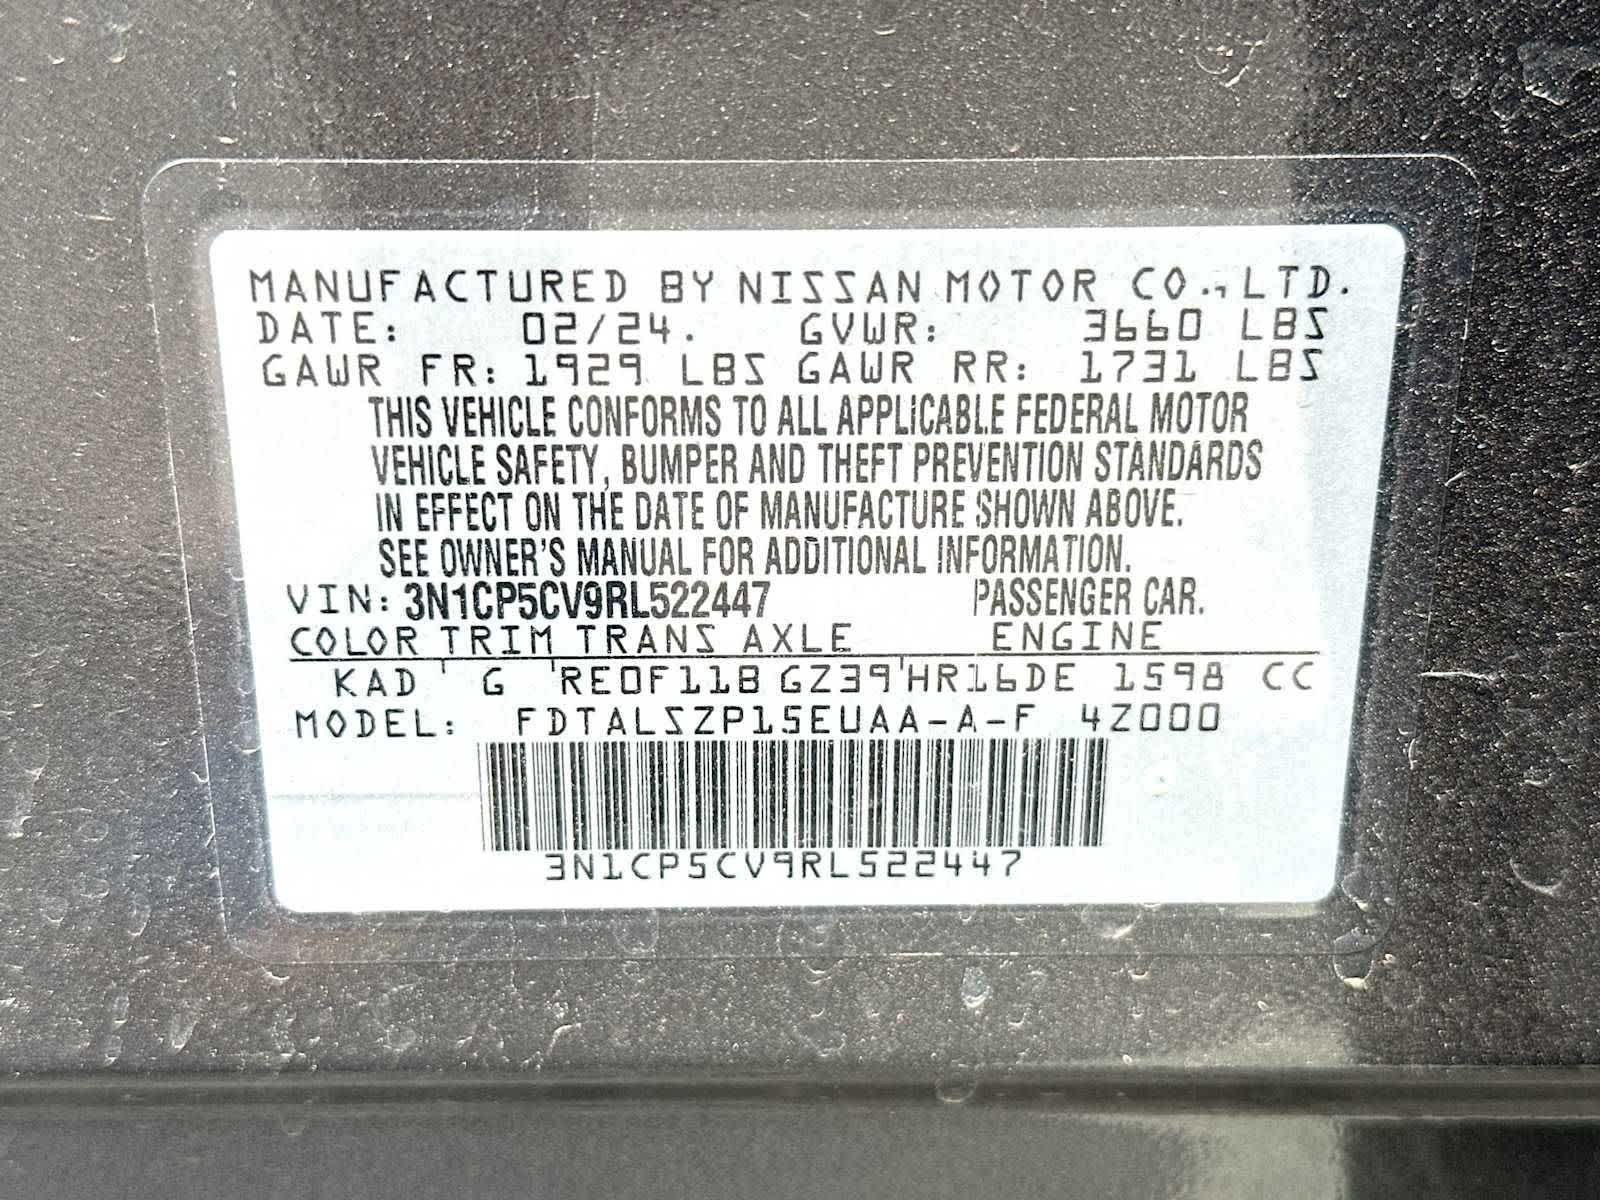 MANUFACTURED BY NISSAN MOTOR CO., LTD.
DATE: 02/24. GVWR: 3660 LBS
GAWR FR: 1929 LBS GAWR RR: 1731 LBS
THIS VEHICLE CONFORMS TO ALL APPLICABLE FEDERAL MOTOR
VEHICLE SAFETY, BUMPER AND THEFT PREVENTION STANDARDS
IN EFFECT ON THE DATE OF MANUFACTURE SHOWN ABOVE.
SEE OWNER'S MANUAL FOR ADDITIONAL INFORMATION.
VIN: 3N1CP5CV9RL522447 PASSENGER CAR.
COLOR TRIM TRANS AXLE ENGINE
KAD ' G 'RE0F11B GZ39'HR16DE 1598 CC
MODEL: FDTALSZP15EUAA-A-F 4Z000
3N1CP5CV9RL522447